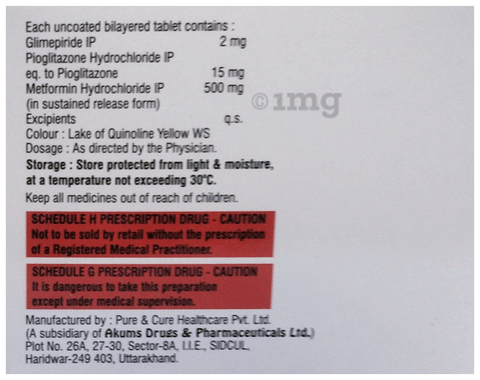 Each uncoated bilayered tablet contains :
Glimepiride IP 2 mg
Pioglitazone Hydrochloride IP
eq. to Pioglitazone 15 mg
Metformin Hydrochloride IP 500 mg
(in sustained release form)
Excipients q.s.
Colour : Lake of Quinoline Yellow WS
Dosage : As directed by the Physician.
Storage : Store protected from light & moisture,
at a temperature not exceeding 30°C.
Keep all medicines out of reach of children.
SCHEDULE H PRESCRIPTION DRUG - CAUTION
Not to be sold by retail without the prescription
of a Registered Medical Practitioner.
SCHEDULE G PRESCRIPTION DRUG - CAUTION
It is dangerous to take this preparation
except under medical supervision.
Manufactured by : Pure & Cure Healthcare Pvt. Ltd.
(A subsidiary of Akums Drugs & Pharmaceuticals Ltd.)
Plot No. 26A, 27-30, Sector-8A, I.I.E., SIDCUL,
Haridwar-249 403, Uttarakhand.
© 1mg